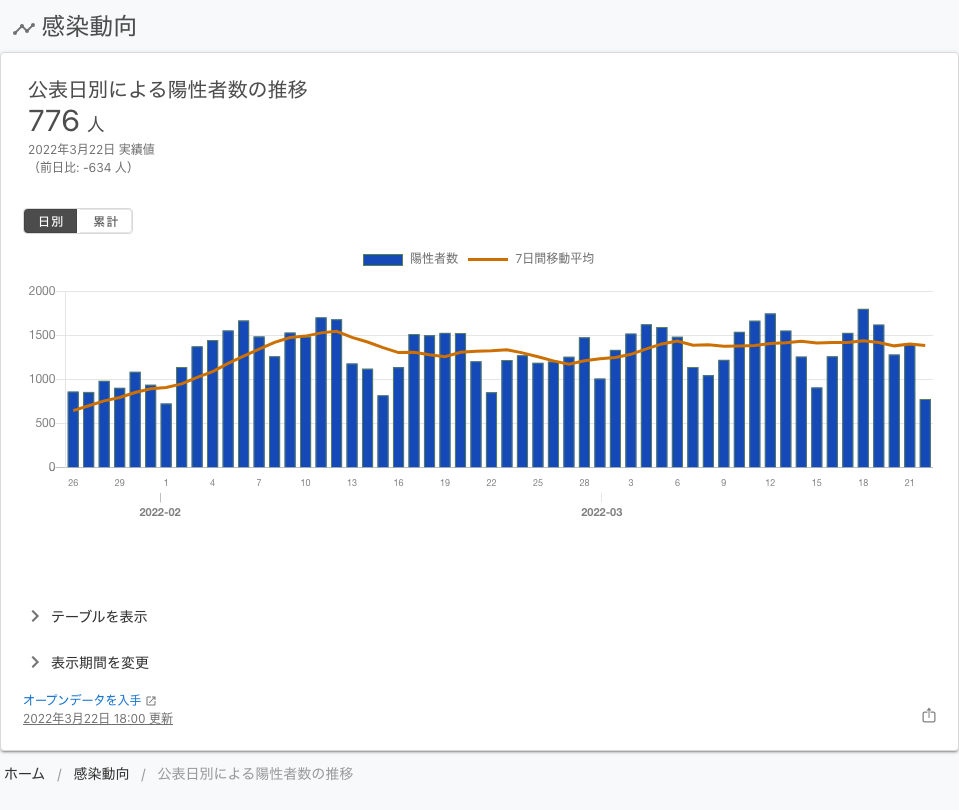 感染動向
公表日別による陽性者数の推移
776 人
2022年3月22日 実績値
（前日比: -634 人）
日別 累計
陽性者数 7日間移動平均
2000
1500
1000
500
0
26 29 1 4 7 10 13 16 19 22 25 28 3 6 9 12 15 18 21
2022-02 2022-03
テーブルを表示
表示期間を変更
オープンデータを入手
2022年3月22日 18:00 更新
ホーム / 感染動向 / 公表日別による陽性者数の推移